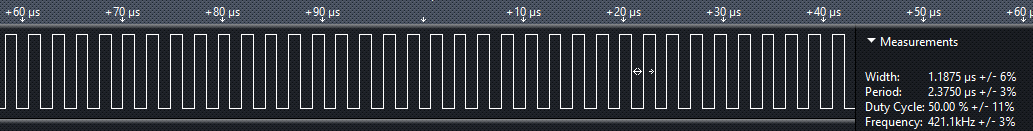 +60 µs +70 µs +80 µs +90 µs +10 µs +20 µs +30 µs +40 µs +50 µs +60 µs
Measurements
Width: 1.1875 µs +/- 6%
Period: 2.3750 µs +/- 3%
Duty Cycle: 50.00 % +/- 11%
Frequency: 421.1kHz +/- 3%